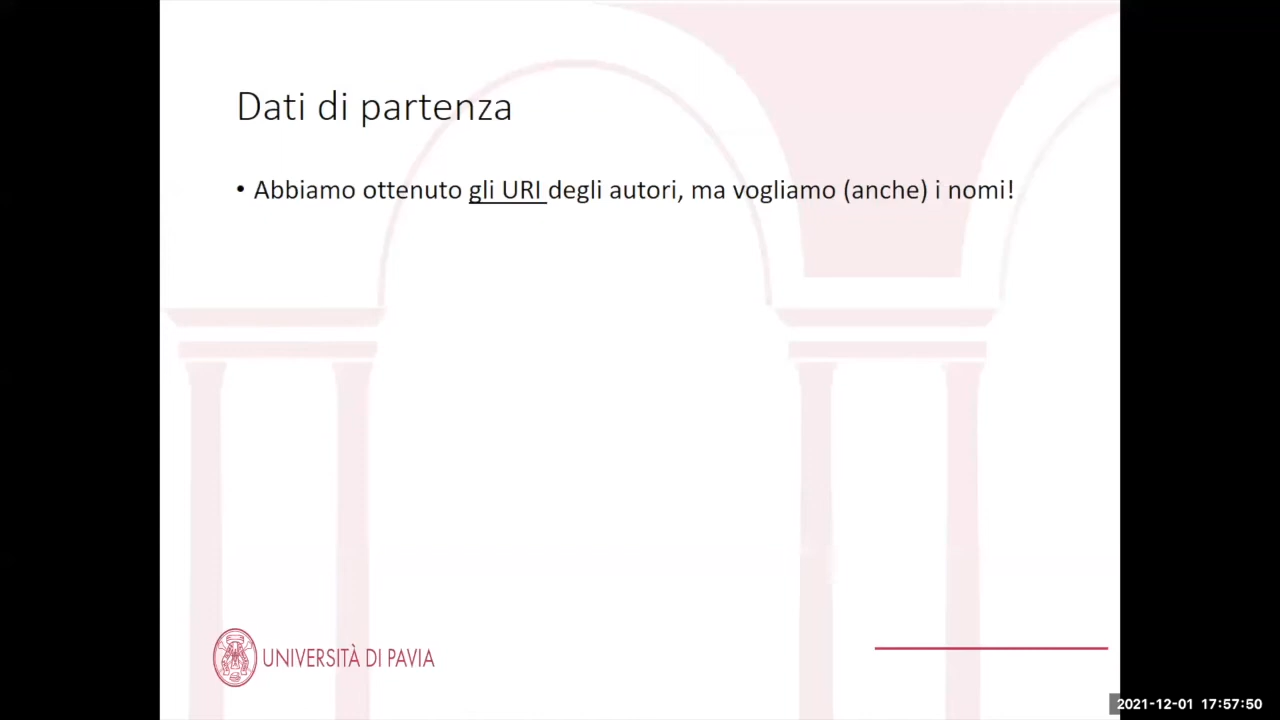 Dati di partenza
• Abbiamo ottenuto gli URI degli autori, ma vogliamo (anche) i nomi!
UNIVERSITÀ DI PAVIA
2021-12-01 17:57:50